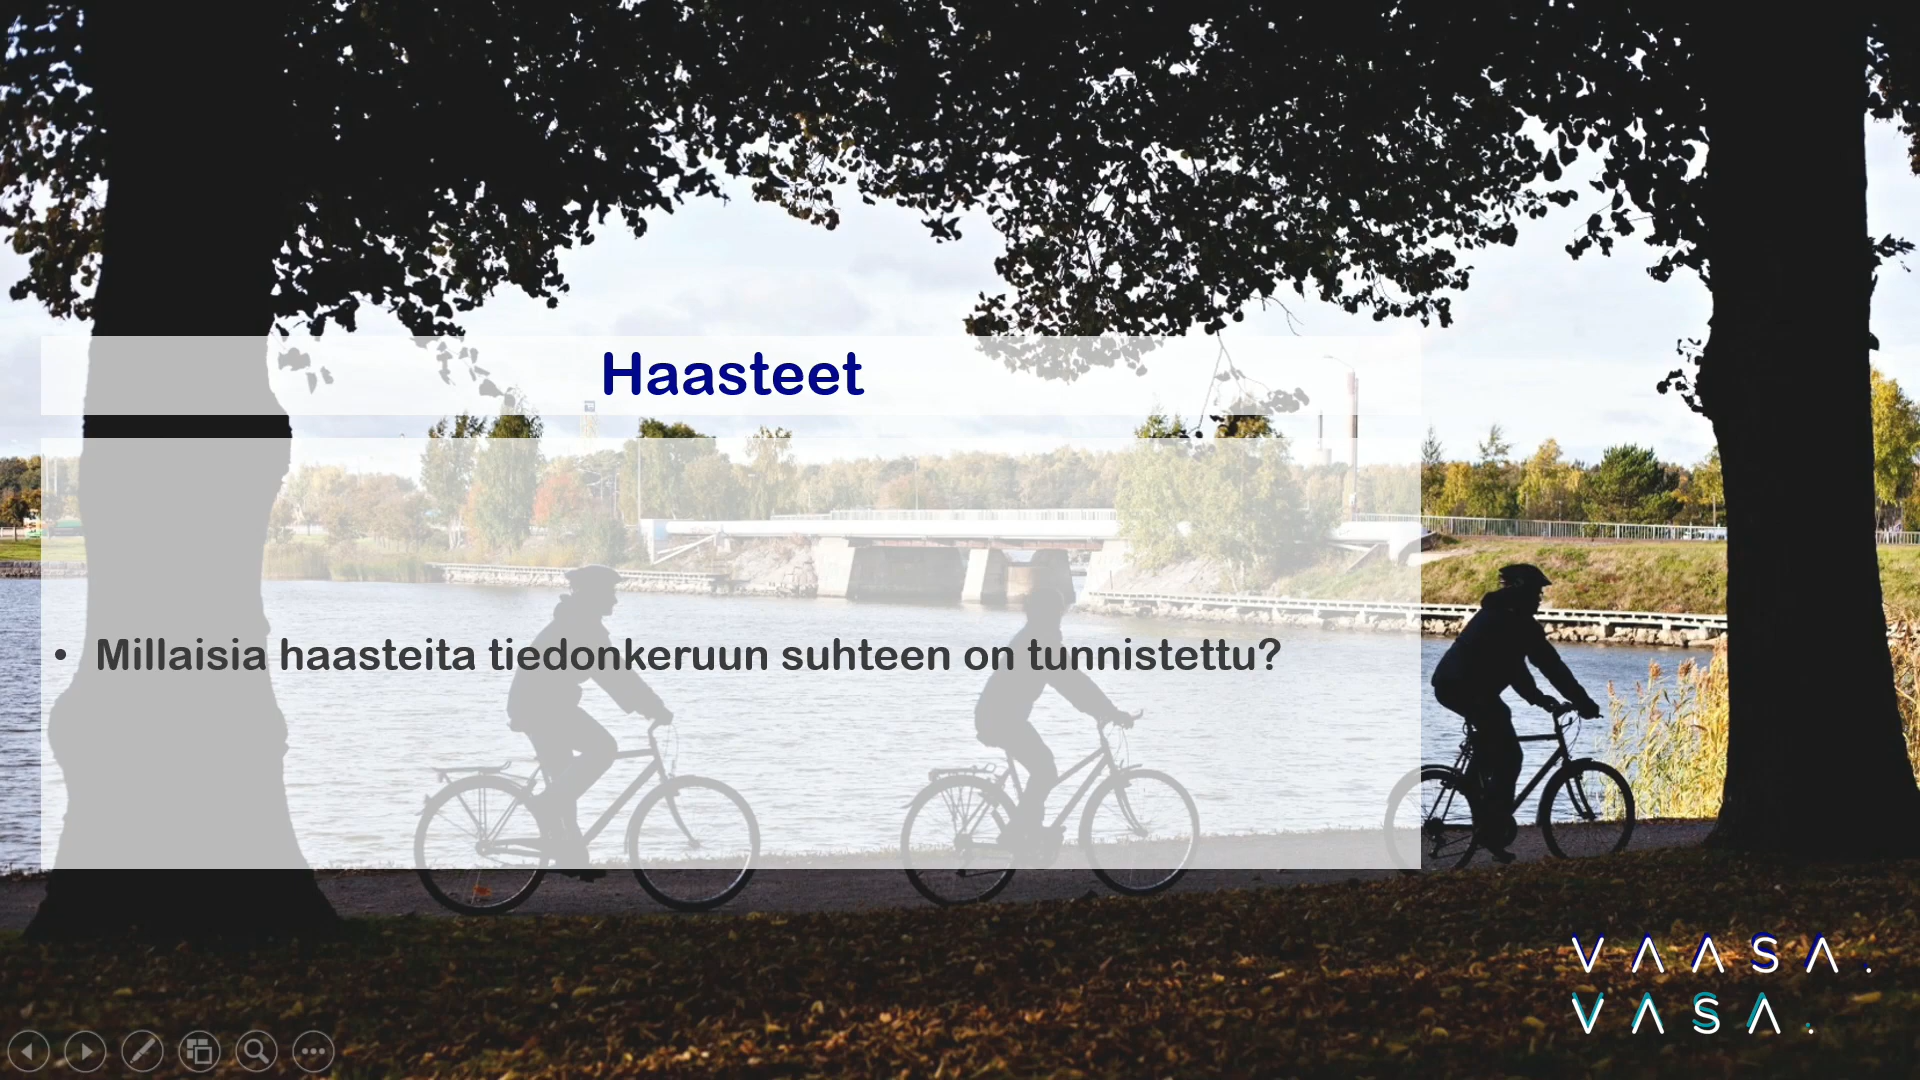 Haasteet
• Millaisia haasteita tiedonkeruun suhteen on tunnistettu?
VAASA.
VASA.